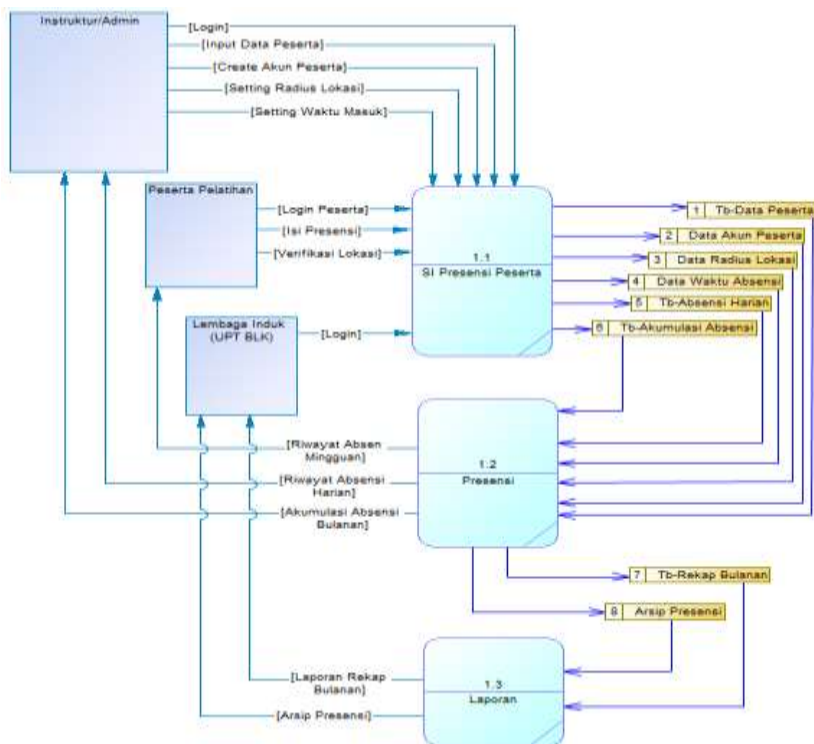 Instruktur/Admin
[Login]
[Input Data Peserta]
[Create Akun Peserta]
[Setting Radius Lokasi]
[Setting Waktu Masuk]
Peserta Pelatihan
[Login Peserta]
[Isi Presensi]
[Verifikasi Lokasi]
Lembaga Induk
(UPT BLK)
[Login]
1.1
SI Presensi Peserta
1 Tb-Data Peserta
2 Data Akun Peserta
3 Data Radius Lokasi
4 Data Waktu Absensi
5 Tb-Absensi Harian
6 Tb-Akumulasi Absensi
[Riwayat Absen
Mingguan]
[Riwayat Absensi
Harian]
[Akumulasi Absensi
Bulanan]
1.2
Presensi
7 Tb-Rekap Bulanan
8 Arsip Presensi
[Laporan Rekap
Bulanan]
[Arsip Presensi]
1.3
Laporan